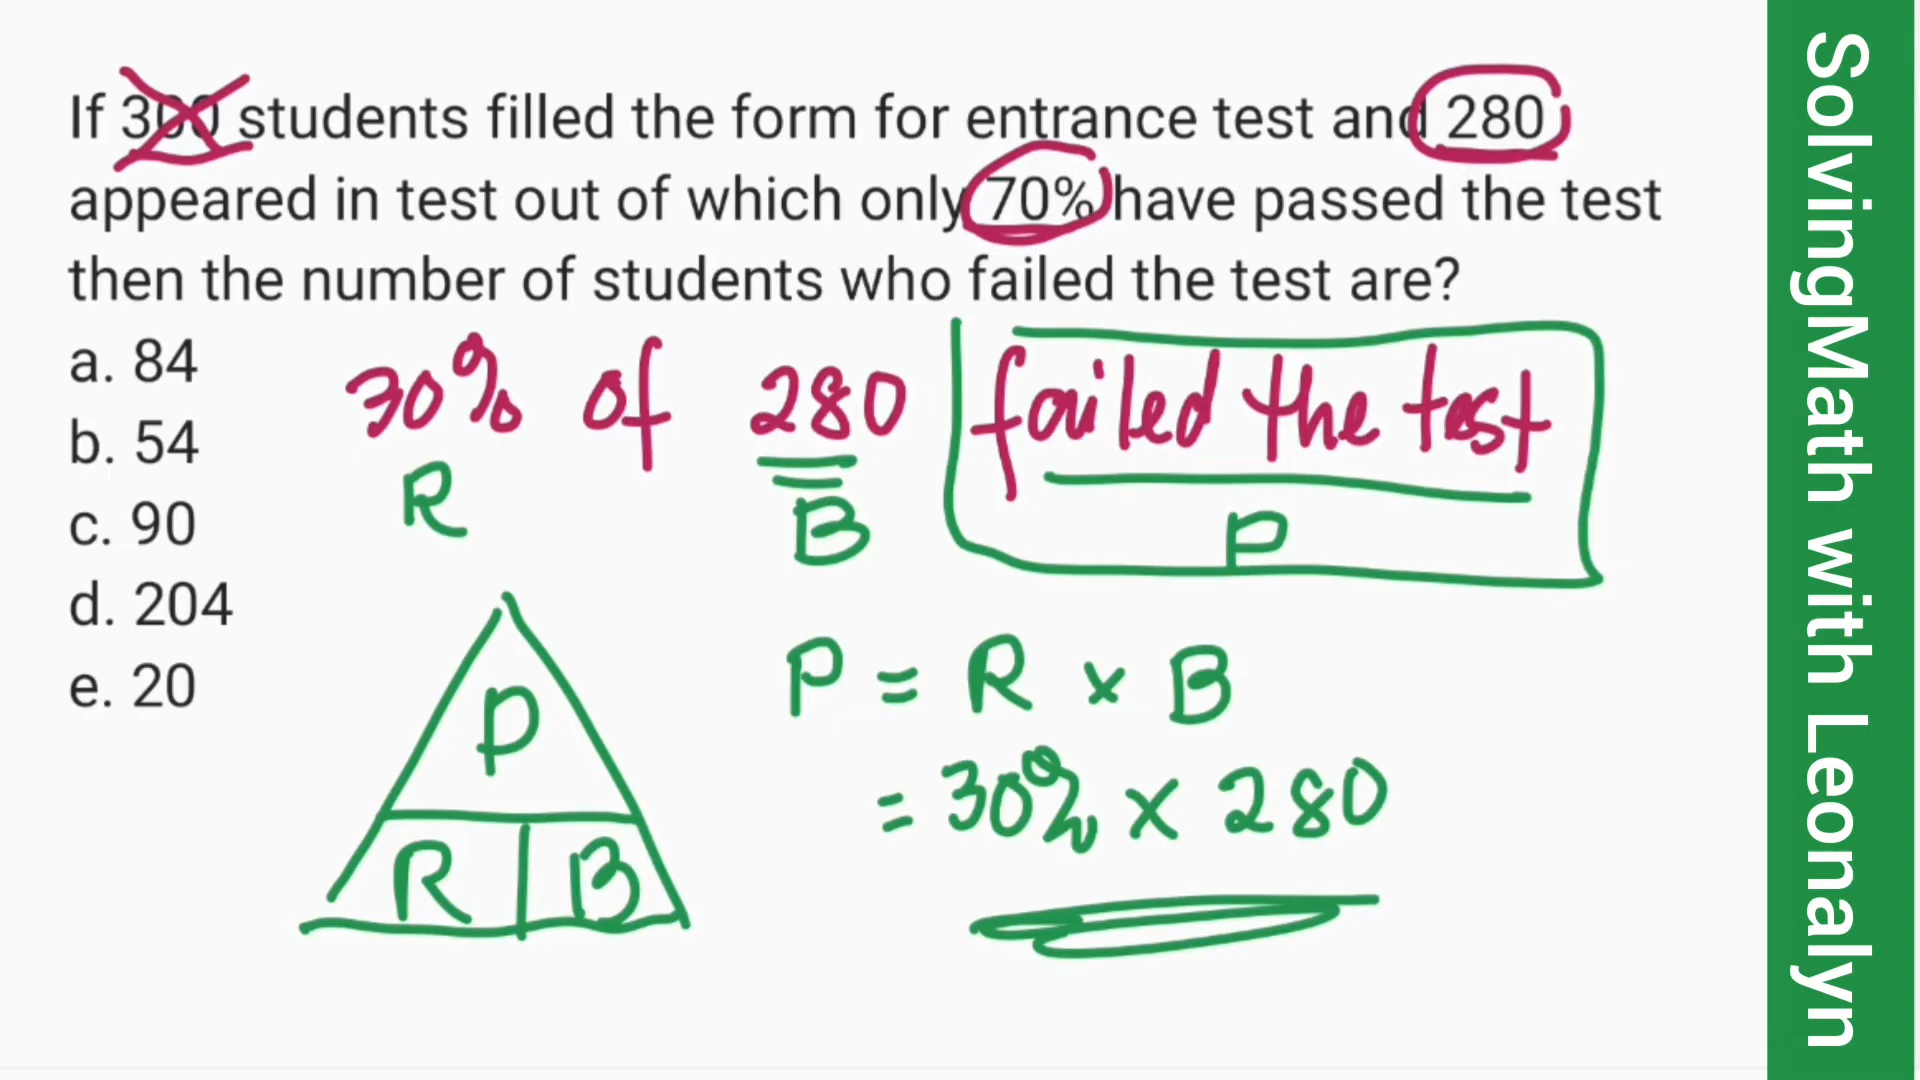 If 300 students filled the form for entrance test and 280
appeared in test out of which only 70% have passed the test
then the number of students who failed the test are?
a. 84
b. 54
c. 90
d. 204
e. 20
30% of 280 failed the test
R B P
P
R B
P = R x B
= 30% x 280
SolvingMath with Leonalyn